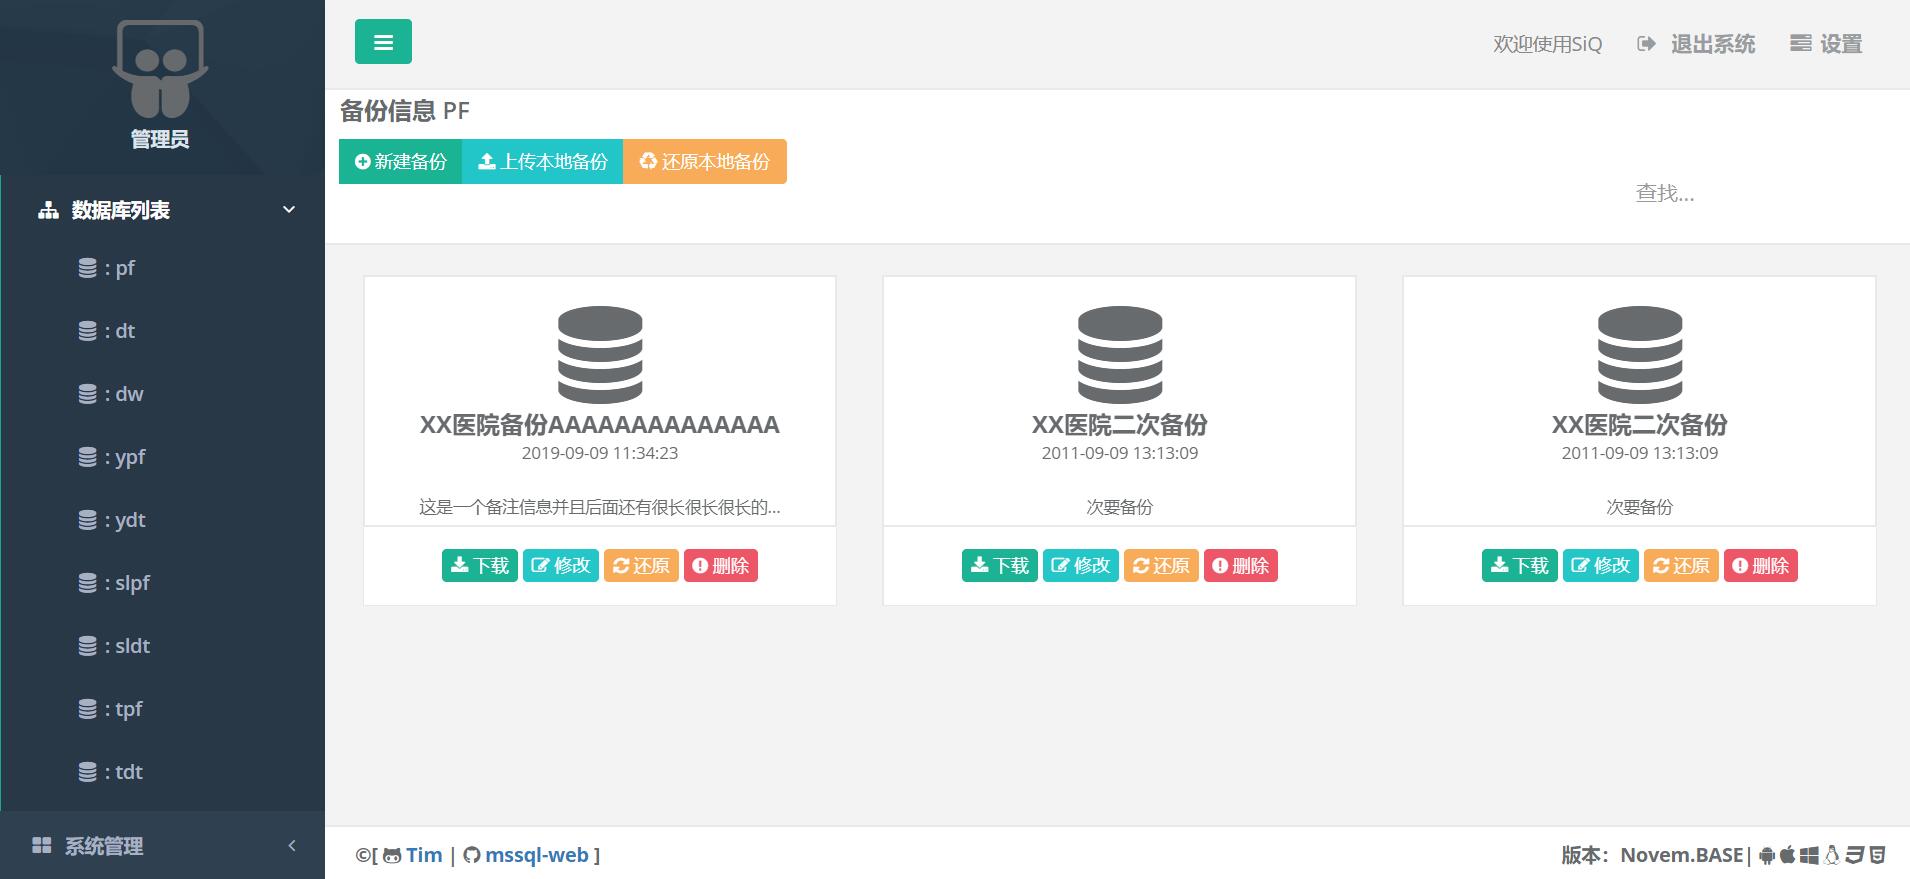 管理员
数据库列表
: pf
: dt
: dw
: ypf
: ydt
: slpf
: sldt
: tpf
: tdt
系统管理
欢迎使用SiQ 退出系统 设置
备份信息 PF
新建备份 上传本地备份 还原本地备份
查找...
XX医院备份AAAAAAAAAAAAAA
2019-09-09 11:34:23
这是一个备注信息并且后面还有很长很长很长的...
下载 修改 还原 删除
XX医院二次备份
2011-09-09 13:13:09
次要备份
下载 修改 还原 删除
XX医院二次备份
2011-09-09 13:13:09
次要备份
下载 修改 还原 删除
©[ Tim | mssql-web ]
版本：Novem.BASE|